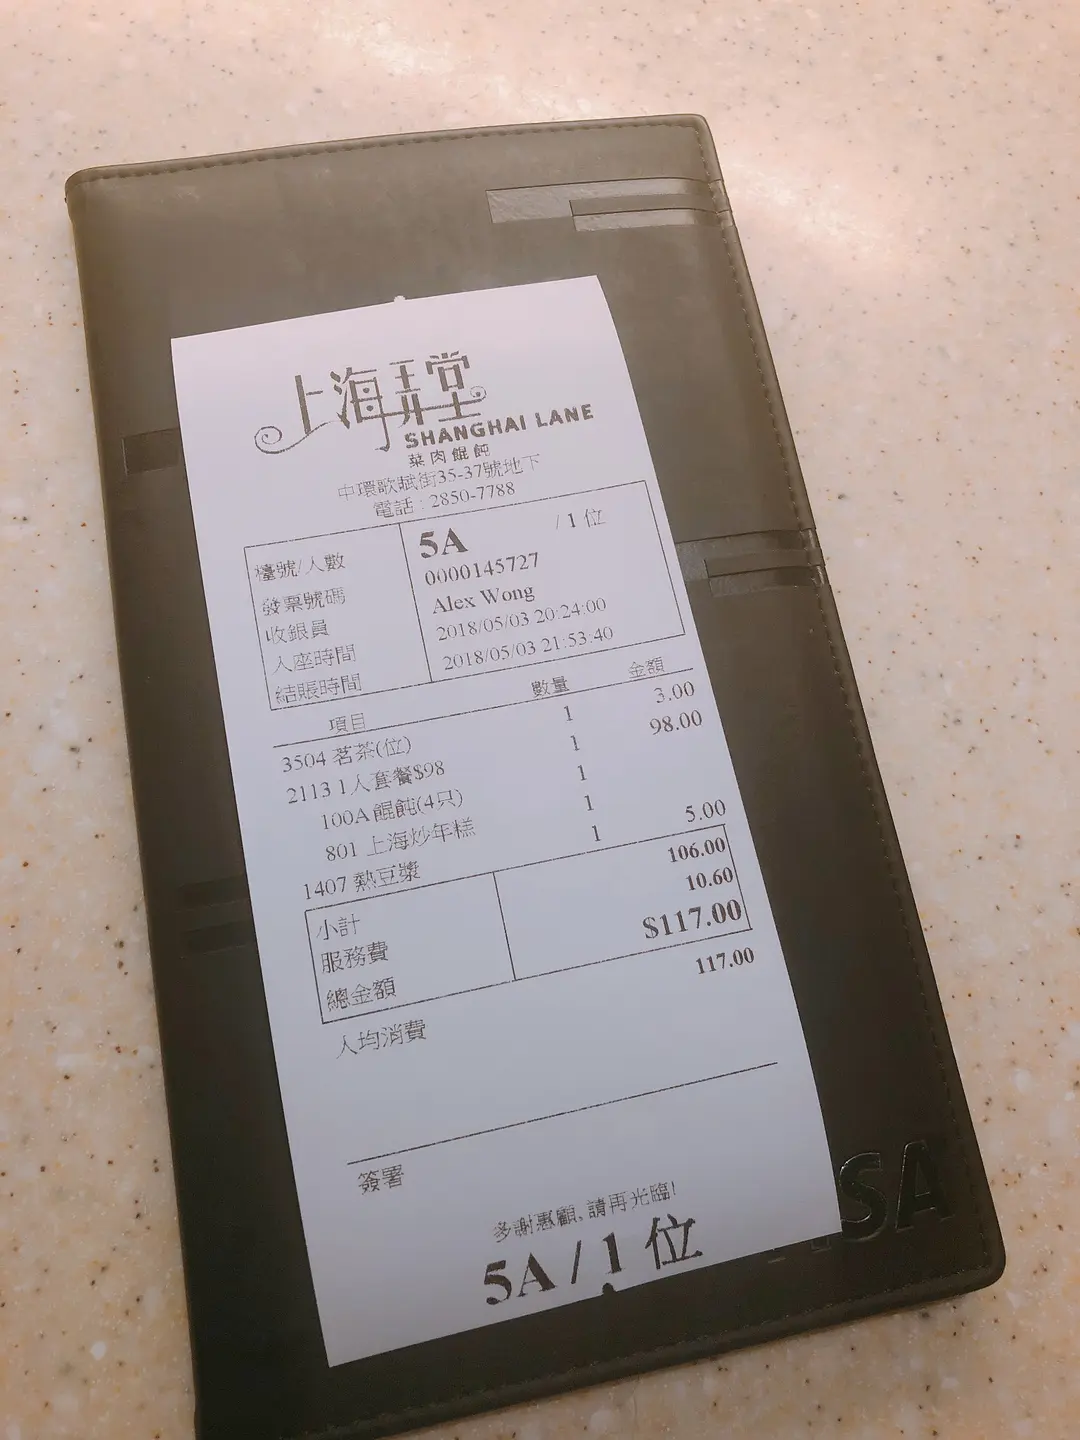 上海弄堂
SHANGHAI LANE
菜肉餛飩
中環歌賦街35-37號地下
電話 : 2850-7788
檯號/人數 5A / 1 位
發票號碼 0000145727
收銀員 Alex Wong
入座時間 2018/05/03 20:24:00
結賬時間 2018/05/03 21:53:40
項目 數量 金額
3504 茗茶(位) 1 3.00
2113 1人套餐$98 1 98.00
100A 餛飩(4只) 1
801 上海炒年糕 1
1407 熱豆漿 1 5.00
小計 106.00
服務費 10.60
總金額 $117.00
人均消費 117.00
簽署
多謝惠顧, 請再光臨!
5A / 1 位
VISA